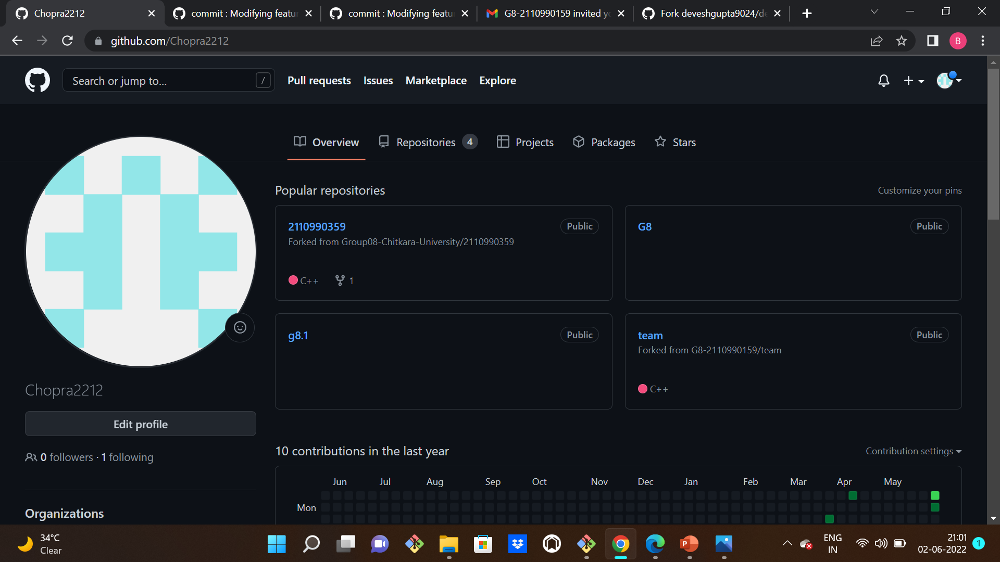 Chopra2212
commit : Modifying featu
commit : Modifying featu
G8-2110990159 invited yo
Fork deveshgupta9024/de
github.com/Chopra2212
B
Search or jump to...
/
Pull requests
Issues
Marketplace
Explore
Overview
Repositories 4
Projects
Packages
Stars
Popular repositories
Customize your pins
2110990359
Public
Forked from Group08-Chitkara-University/2110990359
C++
1
G8
Public
g8.1
Public
team
Public
Forked from G8-2110990159/team
C++
Chopra2212
Edit profile
0 followers · 1 following
Organizations
10 contributions in the last year
Contribution settings
Jun Jul Aug Sep Oct Nov Dec Jan Feb Mar Apr May
Mon
34°C
Clear
P
ENG
IN
21:01
02-06-2022
1